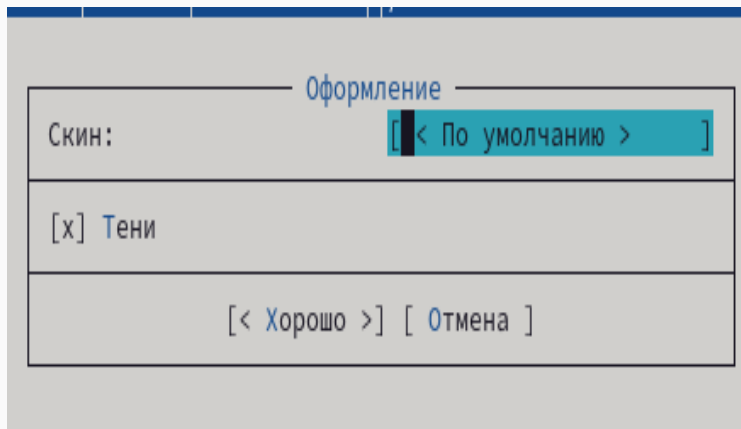 Оформление
Скин: [ < По умолчанию > ]
[x] Тени
[< Хорошо >] [ Отмена ]